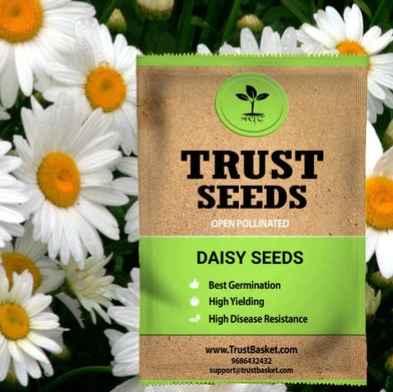 TRUST
SEEDS
OPEN POLLINATED
DAISY SEEDS
Best Germination
High Yielding
High Disease Resistance
www.TrustBasket.com
9686432432
support@trustbasket.com